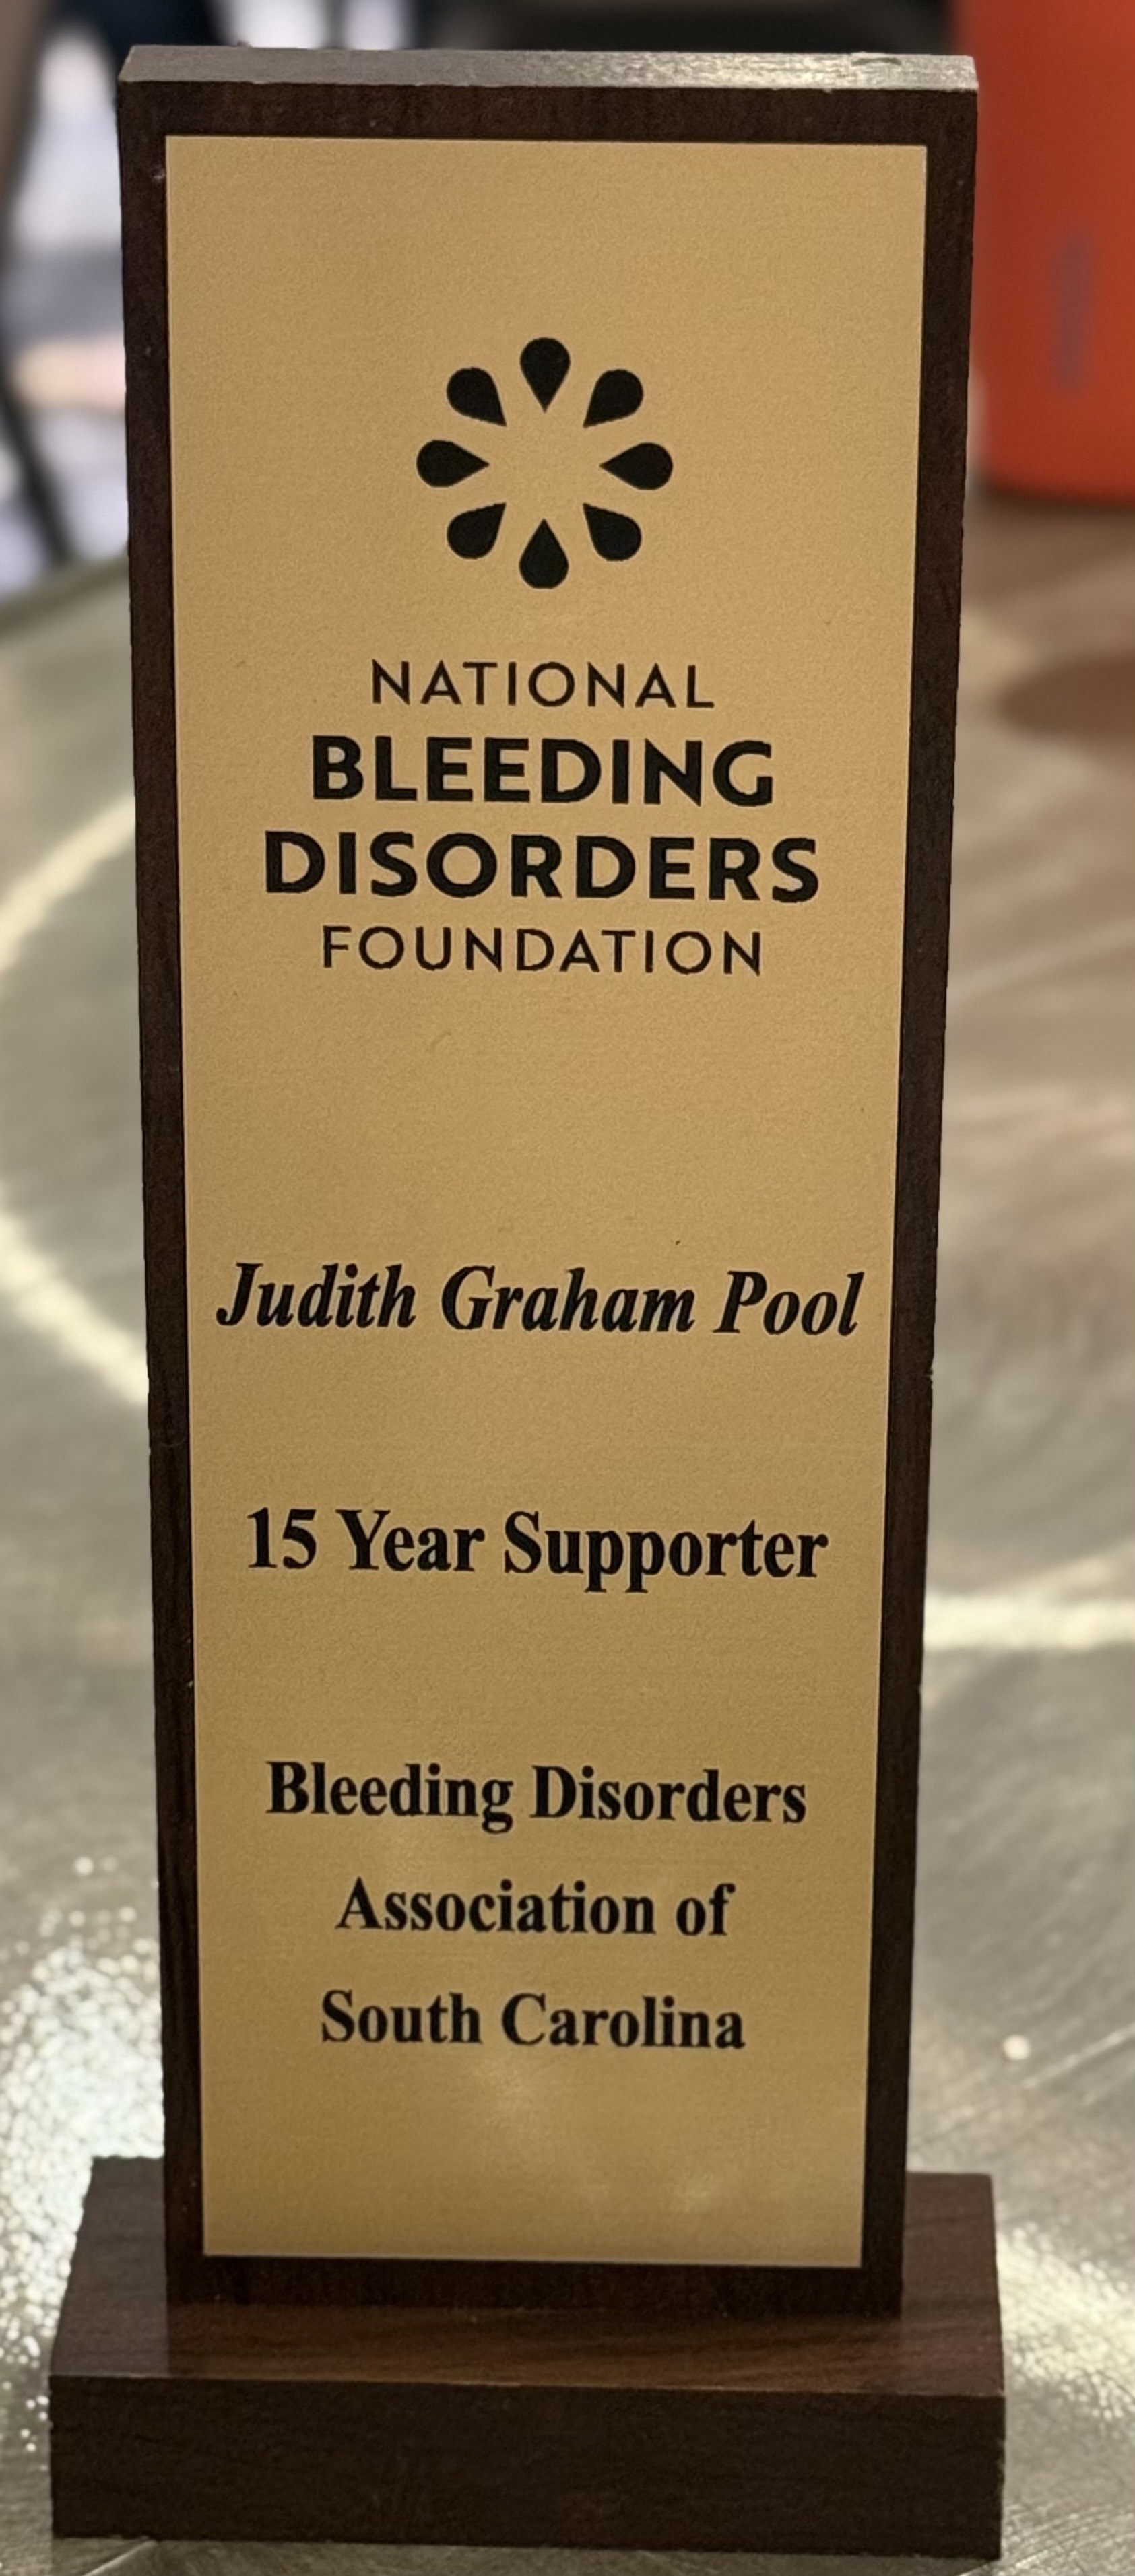 NATIONAL
BLEEDING
DISORDERS
FOUNDATION
Judith Graham Pool
15 Year Supporter
Bleeding Disorders
Association of
South Carolina